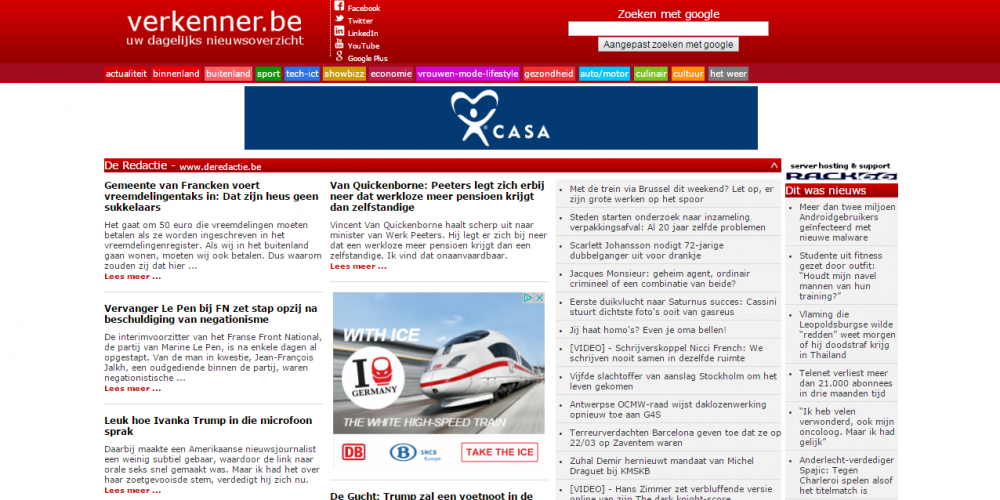 verkenner.be
uw dagelijks nieuwsoverzicht
Facebook
Twitter
LinkedIn
YouTube
Google Plus
Zoeken met google
Aangepast zoeken met google
actualiteit binnenland buitenland sport tech-ict showbizz economie vrouwen-mode-lifestyle gezondheid auto/motor culinair cultuur het weer
CASA
De Redactie - www.deredactie.be
Gemeente van Francken voert
vreemdelingentaks in: Dat zijn heus geen
sukkelaars
Het gaat om 50 euro die vreemdelingen moeten
betalen als ze worden ingeschreven in het
vreemdelingenregister. Als wij in het buitenland
gaan wonen, moeten wij ook betalen. Dus waarom
zouden zij dat hier ...
Lees meer ...
Vervanger Le Pen bij FN zet stap opzij na
beschuldiging van negationisme
De interimvoorzitter van het Franse Front National,
de partij van Marine Le Pen, is na enkele dagen al
opgestapt. Van de man in kwestie, Jean-François
Jalkh, een oudgediende binnen de partij, waren
negationistische ...
Lees meer ...
Leuk hoe Ivanka Trump in die microfoon
sprak
Daarbij maakte een Amerikaanse nieuwsjournalist
een weinig subtiel gebaar, waardoor de link naar
orale seks snel gemaakt was. Maar ik had het over
haar zoetgevooisde stem, verdedigt hij zich nu.
Lees meer ...
Van Quickenborne: Peeters legt zich erbij
neer dat werkloze meer pensioen krijgt
dan zelfstandige
Vincent Van Quickenborne haalt scherp uit naar
minister van Werk Peeters. Hij legt er zich bij neer
dat een werkloze meer pensioen krijgt dan een
zelfstandige. Ik vind dat onaanvaardbaar.
Lees meer ...
WITH ICE
I
GERMANY
THE WHITE HIGH-SPEED TRAIN
DB
B
SNCB
Europe
TAKE THE ICE
De Gucht: Trump zal een voetnoot in de
Met de trein via Brussel dit weekend? Let op, er
zijn grote werken op het spoor
Steden starten onderzoek naar inzameling
verpakkingsafval: Al 20 jaar zelfde problemen
Scarlett Johansson nodigt 72-jarige
dubbelganger uit voor drankje
Jacques Monsieur: geheim agent, ordinair
crimineel of een combinatie van beide?
Eerste duikvlucht naar Saturnus succes: Cassini
stuurt dichtste foto's ooit van gasreus
Jij haat homo's? Even je oma bellen!
[VIDEO] - Schrijverskoppel Nicci French: We
schrijven nooit samen in dezelfde ruimte
Vijfde slachtoffer van aanslag Stockholm om het
leven gekomen
Antwerpse OCMW-raad wijst daklozenwerking
opnieuw toe aan G4S
Terreurverdachten Barcelona geven toe dat ze op
22/03 op Zaventem waren
Zuhal Demir hernieuwt mandaat van Michel
Draguet bij KMSKB
[VIDEO] - Hans Zimmer zet verbluffende versie
online van zijn The dark knight-score
server hosting & support
RACK66
Dit was nieuws
Meer dan twee miljoen
Androidgebruikers
geïnfecteerd met
nieuwe malware
Studente uit fitness
gezet door outfit:
“Houdt mijn navel
mannen van hun
training?”
Vlaming die
Leopoldsburgse wilde
“redden” weet morgen
of hij doodstraf krijg
in Thailand
Telenet verliest meer
dan 21.000 abonnees
in drie maanden tijd
“Ik heb velen
verwonderd, ook mijn
oncoloog. Maar ik had
gelijk”
Anderlecht-verdediger
Spajic: Tegen
Charleroi spelen alsof
het titelmatch is